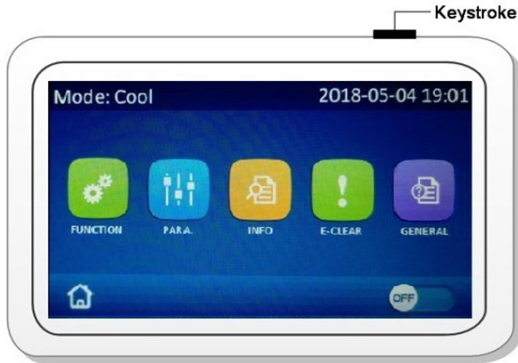 Keystroke
Mode: Cool 2018-05-04 19:01
FUNCTION PARA. INFO E-CLEAR GENERAL
OFF